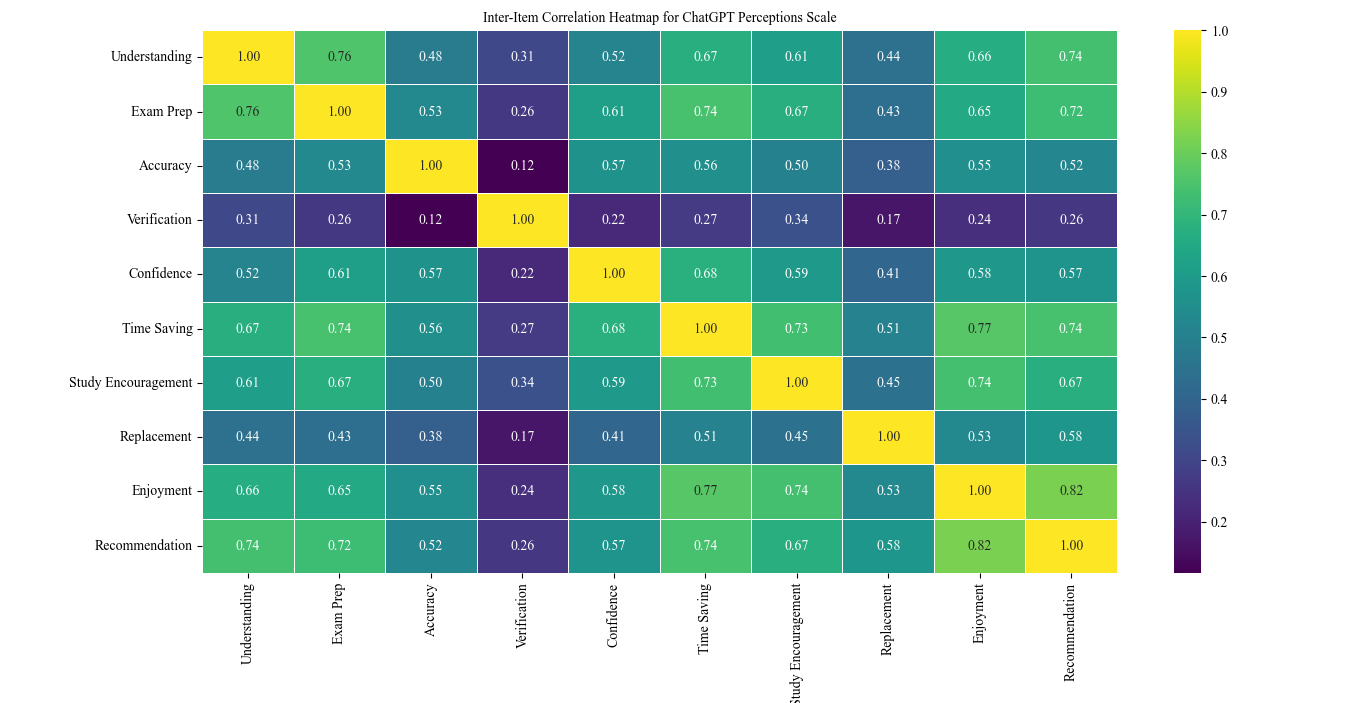 Inter-Item Correlation Heatmap for ChatGPT Perceptions Scale
Understanding 1.00 0.76 0.48 0.31 0.52 0.67 0.61 0.44 0.66 0.74
Exam Prep 0.76 1.00 0.53 0.26 0.61 0.74 0.67 0.43 0.65 0.72
Accuracy 0.48 0.53 1.00 0.12 0.57 0.56 0.50 0.38 0.55 0.52
Verification 0.31 0.26 0.12 1.00 0.22 0.27 0.34 0.17 0.24 0.26
Confidence 0.52 0.61 0.57 0.22 1.00 0.68 0.59 0.41 0.58 0.57
Time Saving 0.67 0.74 0.56 0.27 0.68 1.00 0.73 0.51 0.77 0.74
Study Encouragement 0.61 0.67 0.50 0.34 0.59 0.73 1.00 0.45 0.74 0.67
Replacement 0.44 0.43 0.38 0.17 0.41 0.51 0.45 1.00 0.53 0.58
Enjoyment 0.66 0.65 0.55 0.24 0.58 0.77 0.74 0.53 1.00 0.82
Recommendation 0.74 0.72 0.52 0.26 0.57 0.74 0.67 0.58 0.82 1.00
Understanding
Exam Prep
Accuracy
Verification
Confidence
Time Saving
Study Encouragement
Replacement
Enjoyment
Recommendation
1.0
0.9
0.8
0.7
0.6
0.5
0.4
0.3
0.2